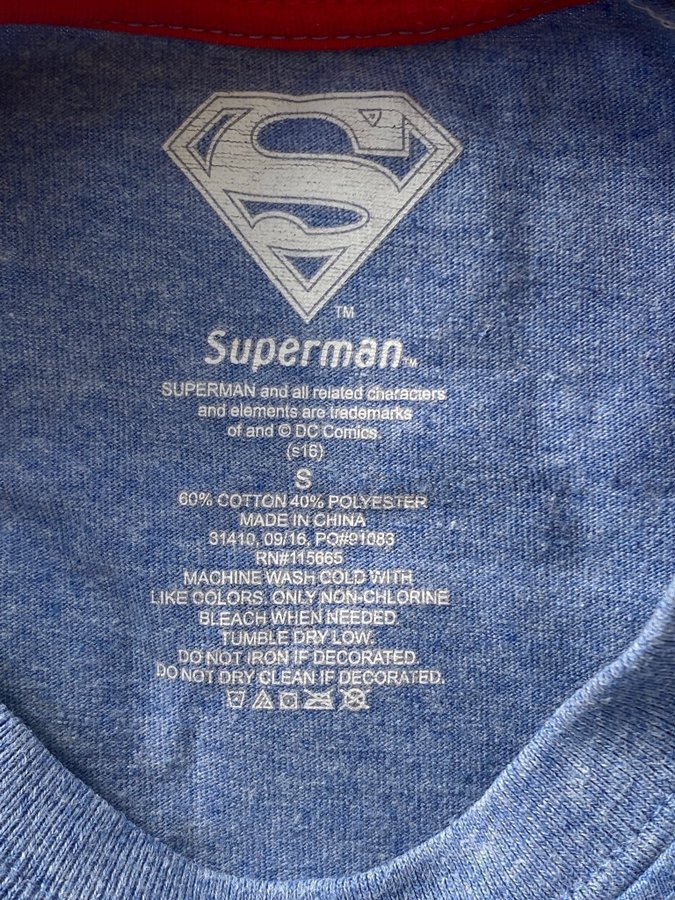 S
TM
Superman™
SUPERMAN and all related characters
and elements are trademarks
of and © DC Comics.
(s16)
S
60% COTTON 40% POLYESTER
MADE IN CHINA
31410, 09/16, PO#91083
RN#115665
MACHINE WASH COLD WITH
LIKE COLORS. ONLY NON-CHLORINE
BLEACH WHEN NEEDED.
TUMBLE DRY LOW.
DO NOT IRON IF DECORATED.
DO NOT DRY CLEAN IF DECORATED.